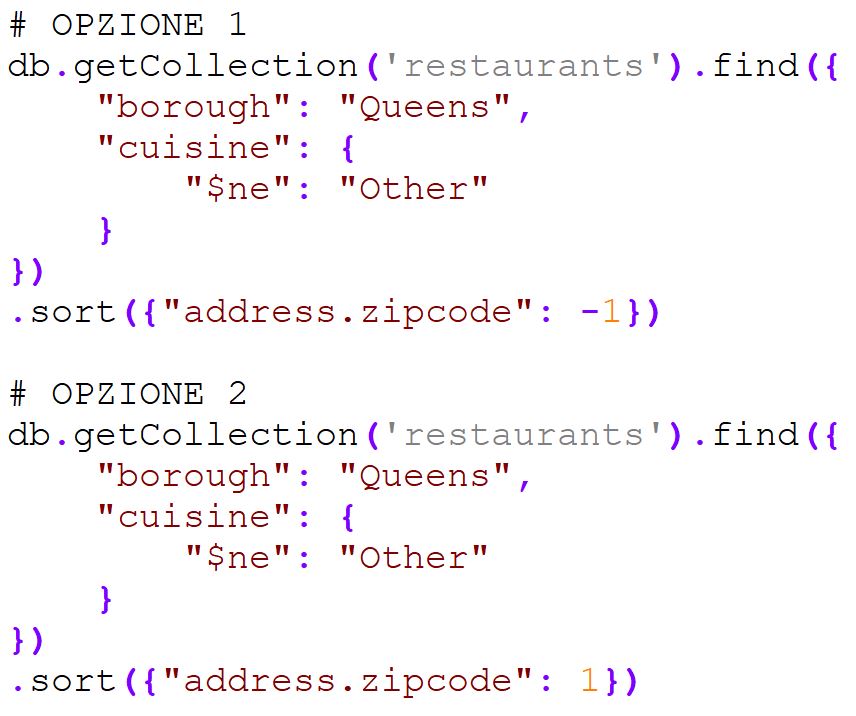 # OPZIONE 1
db.getCollection('restaurants').find({
    "borough": "Queens",
    "cuisine": {
        "$ne": "Other"
    }
})
.sort({"address.zipcode": -1})

# OPZIONE 2
db.getCollection('restaurants').find({
    "borough": "Queens",
    "cuisine": {
        "$ne": "Other"
    }
})
.sort({"address.zipcode": 1})